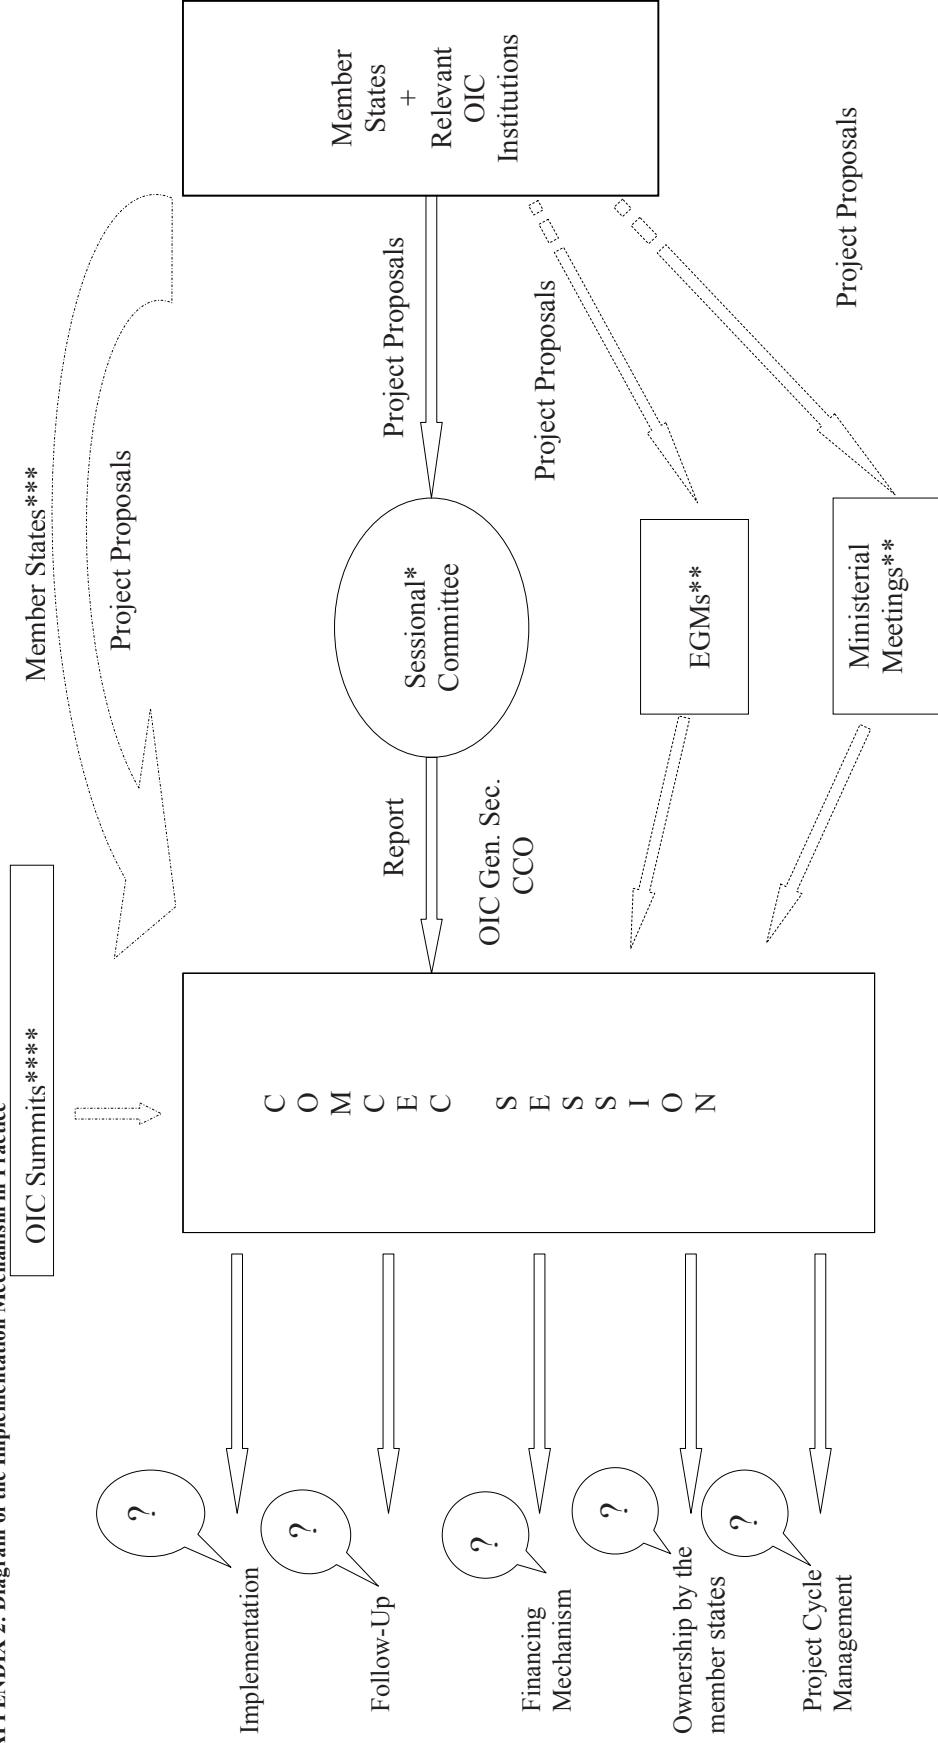 APPENDIX 2: Diagram of the Implementation Mechanism in Practice
OIC Summits****
Member States***
Project Proposals
?
Implementation
?
Follow-Up
?
Financing
Mechanism
?
Ownership by the
member states
?
Project Cycle
Management
C
O
M
C
E
C
S
E
S
S
I
O
N
Report
OIC Gen. Sec.
CCO
Sessional*
Committee
EGMs**
Ministerial
Meetings**
Project Proposals
Project Proposals
Project Proposals
Member
States
+
Relevant
OIC
Institutions